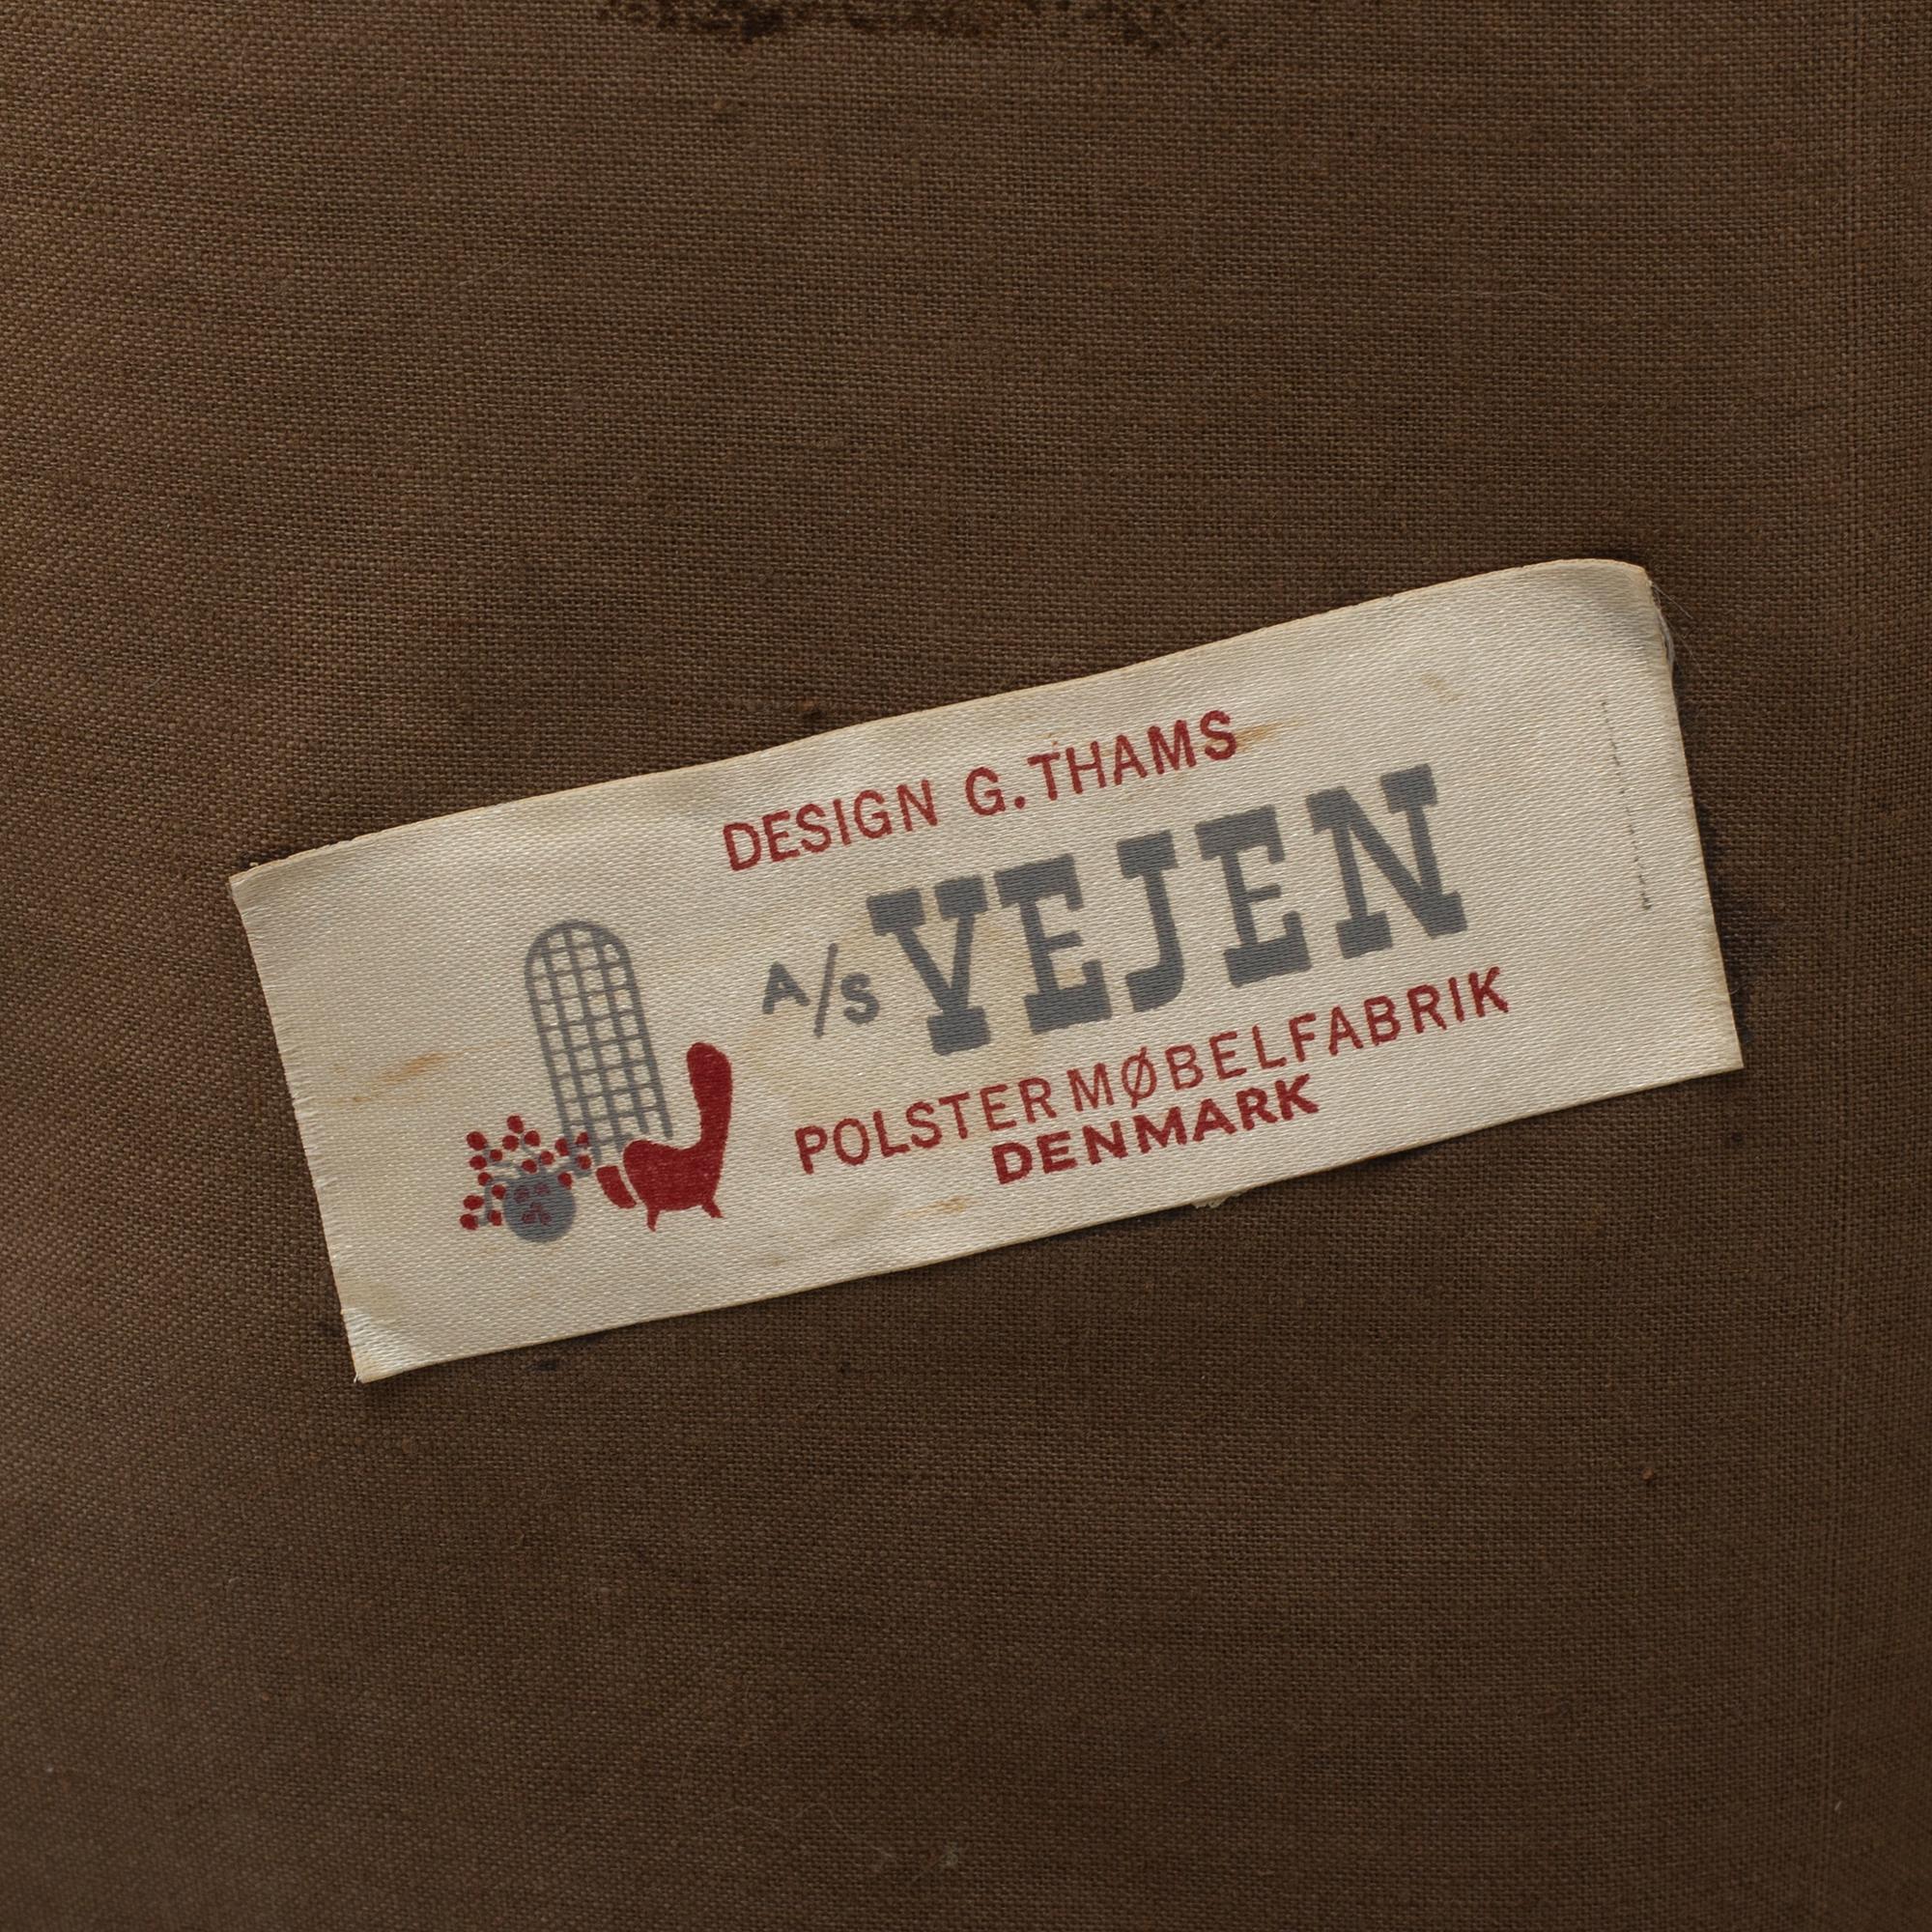 DESIGN G. THAMS
A/S VEJEN
POLSTERMØBELFABRIK
DENMARK